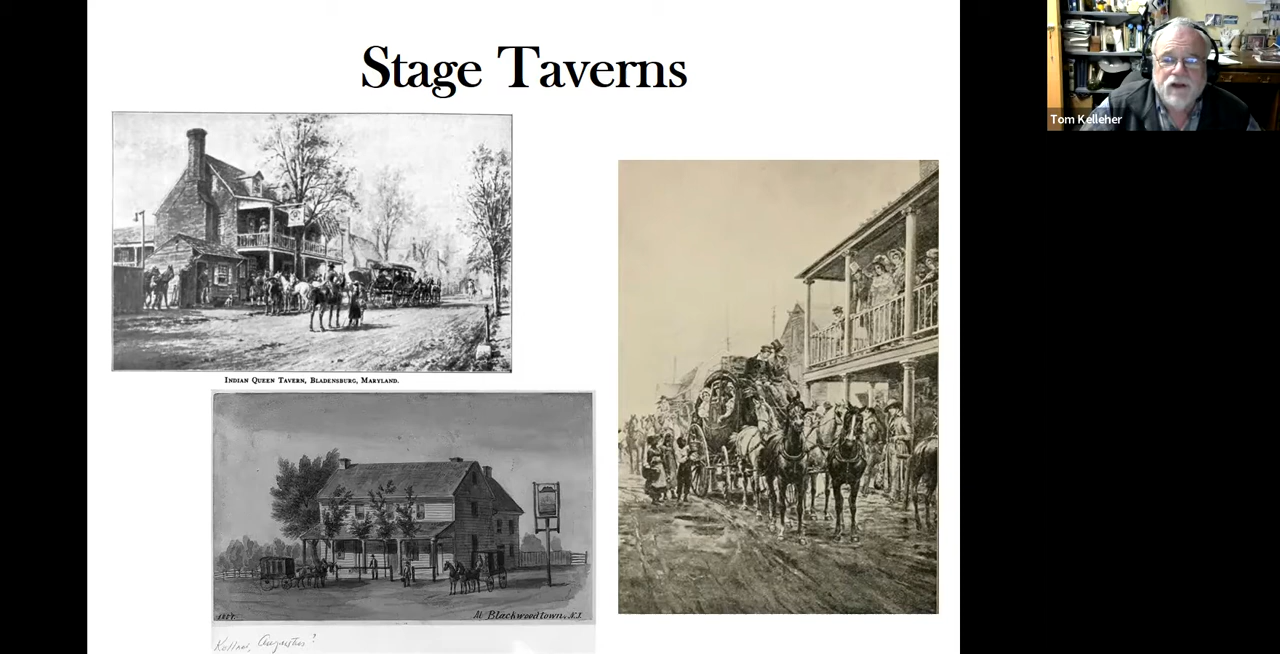 Stage Taverns
Tom Kelleher
Indian Queen Tavern, Bladensburg, Maryland.
At Blackwoodtown, N.J.